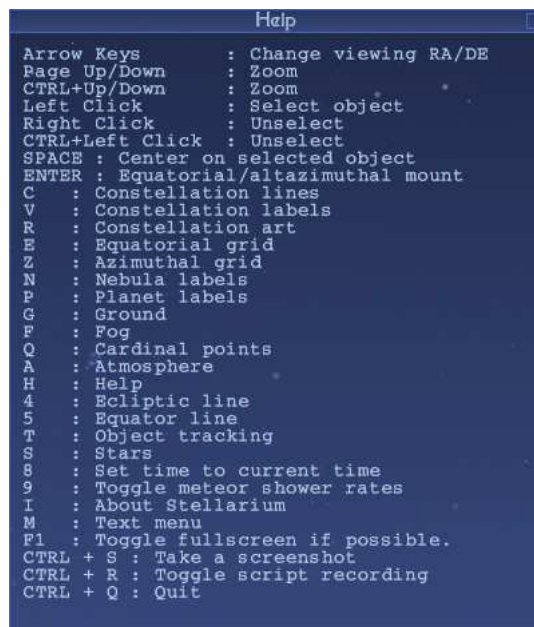 Help
Arrow Keys : Change viewing RA/DE
Page Up/Down : Zoom
CTRL+Up/Down : Zoom
Left Click : Select object
Right Click : Unselect
CTRL+Left Click : Unselect
SPACE : Center on selected object
ENTER : Equatorial/altazimuthal mount
C : Constellation lines
V : Constellation labels
R : Constellation art
E : Equatorial grid
Z : Azimuthal grid
N : Nebula labels
P : Planet labels
G : Ground
F : Fog
Q : Cardinal points
A : Atmosphere
H : Help
4 : Ecliptic line
5 : Equator line
T : Object tracking
S : Stars
8 : Set time to current time
9 : Toggle meteor shower rates
I : About Stellarium
M : Text menu
F1 : Toggle fullscreen if possible.
CTRL + S : Take a screenshot
CTRL + R : Toggle script recording
CTRL + Q : Quit